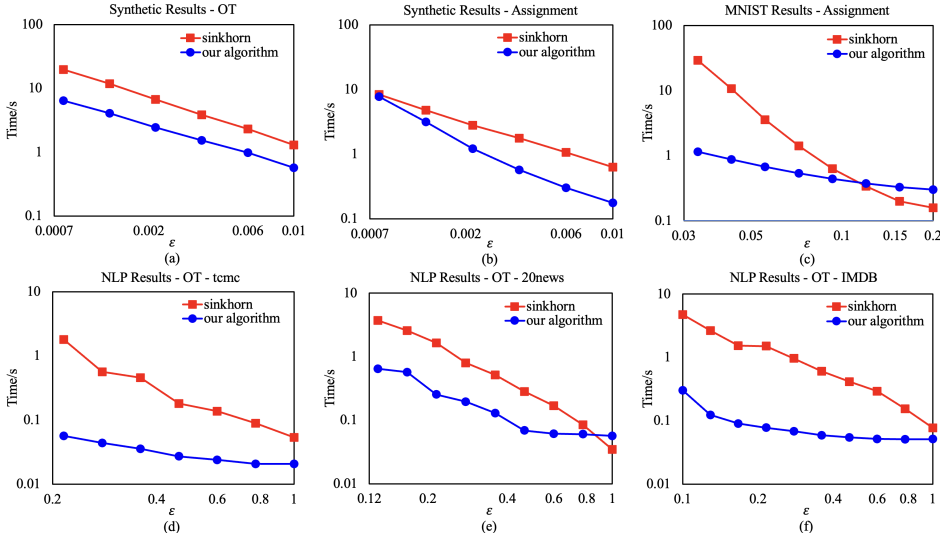 Synthetic Results - OT
100
10
1
0.1
Time/s
sinkhorn
our algorithm
0.0007
0.002
0.006
0.01
ε
(a)
Synthetic Results - Assignment
100
10
1
0.1
Time/s
sinkhorn
our algorithm
0.0007
0.002
0.006
0.01
ε
(b)
MNIST Results - Assignment
100
10
1
0.1
Time/s
sinkhorn
our algorithm
0.03
0.05
0.1
0.15
0.2
ε
(c)
NLP Results - OT - tcmc
10
1
0.1
0.01
Time/s
sinkhorn
our algorithm
0.2
0.4
0.6
0.8
1
ε
(d)
NLP Results - OT - 20news
10
1
0.1
0.01
Time/s
sinkhorn
our algorithm
0.12
0.2
0.4
0.6
0.8
1
ε
(e)
NLP Results - OT - IMDB
10
1
0.1
0.01
Time/s
sinkhorn
our algorithm
0.1
0.2
0.4
0.6
0.8
1
ε
(f)